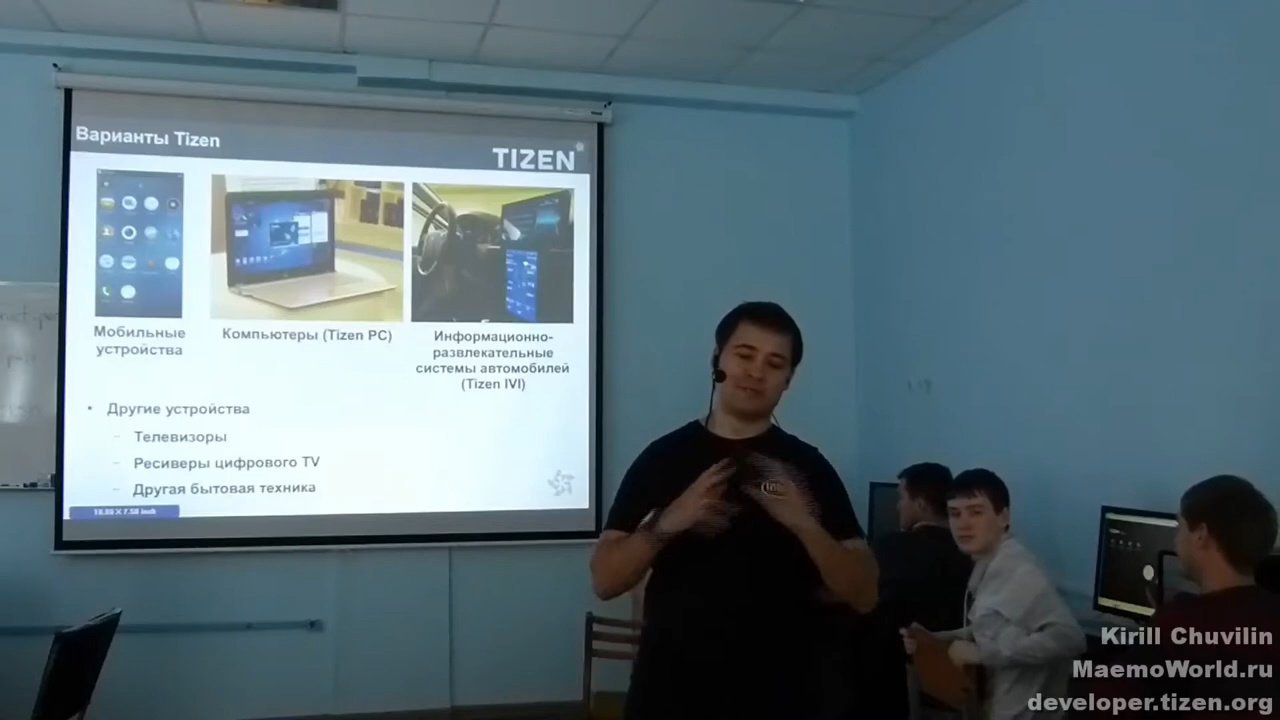 Варианты Tizen
TIZEN
Мобильные
устройства
Компьютеры (Tizen PC)
Информационно-
развлекательные
системы автомобилей
(Tizen IVI)
• Другие устройства
– Телевизоры
– Ресиверы цифрового TV
– Другая бытовая техника
Kirill Chuvilin
MaemoWorld.ru
developer.tizen.org